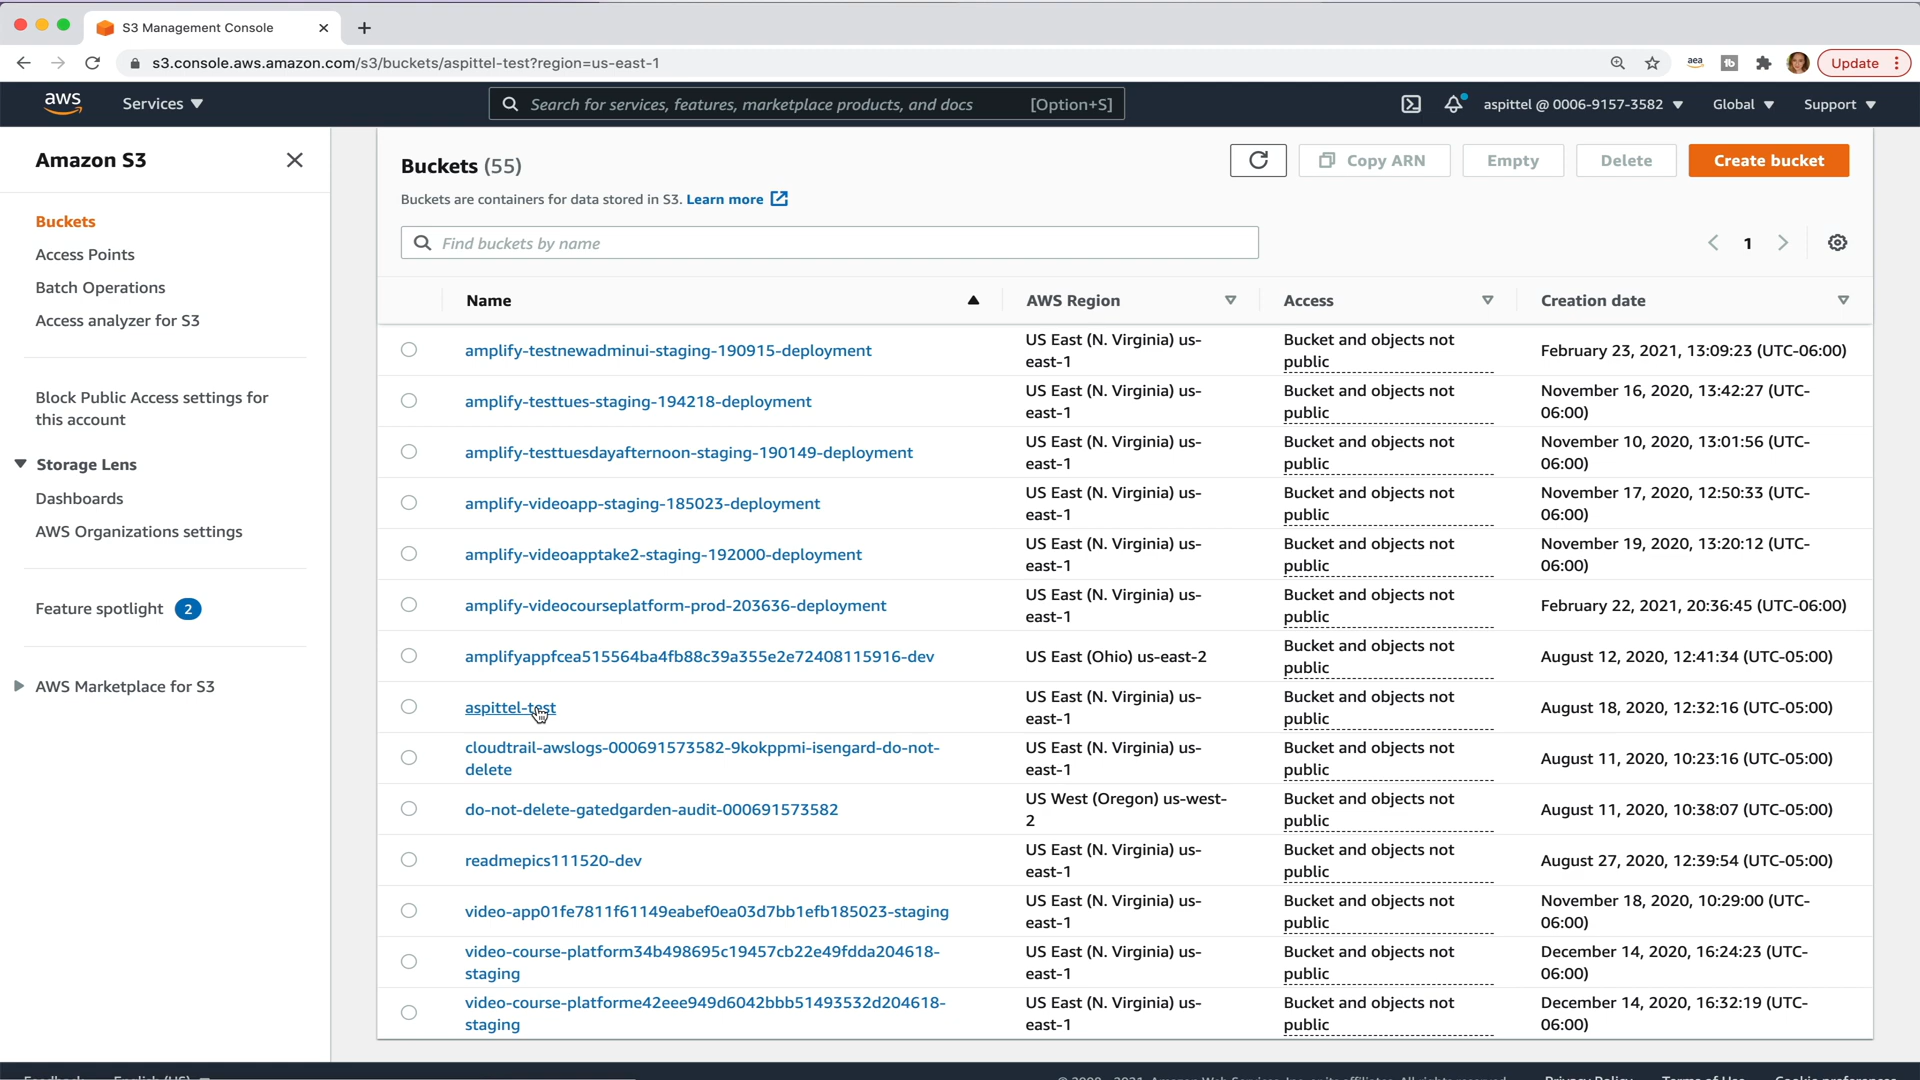 S3 Management Console
s3.console.aws.amazon.com/s3/buckets/aspittel-test?region=us-east-1
aea
fb
Update
aws
Services
Search for services, features, marketplace products, and docs [Option+S]
aspittel @ 0006-9157-3582
Global
Support
Amazon S3
Buckets
Access Points
Batch Operations
Access analyzer for S3
Block Public Access settings for
this account
Storage Lens
Dashboards
AWS Organizations settings
Feature spotlight 2
AWS Marketplace for S3
Buckets (55)
Copy ARN
Empty
Delete
Create bucket
Buckets are containers for data stored in S3. Learn more
Find buckets by name
1
Name AWS Region Access Creation date
amplify-testnewadminui-staging-190915-deployment
US East (N. Virginia) us-
east-1
Bucket and objects not
public
February 23, 2021, 13:09:23 (UTC-06:00)
amplify-testtues-staging-194218-deployment
US East (N. Virginia) us-
east-1
Bucket and objects not
public
November 16, 2020, 13:42:27 (UTC-
06:00)
amplify-testtuesdayafternoon-staging-190149-deployment
US East (N. Virginia) us-
east-1
Bucket and objects not
public
November 10, 2020, 13:01:56 (UTC-
06:00)
amplify-videoapp-staging-185023-deployment
US East (N. Virginia) us-
east-1
Bucket and objects not
public
November 17, 2020, 12:50:33 (UTC-
06:00)
amplify-videoapptake2-staging-192000-deployment
US East (N. Virginia) us-
east-1
Bucket and objects not
public
November 19, 2020, 13:20:12 (UTC-
06:00)
amplify-videocourseplatform-prod-203636-deployment
US East (N. Virginia) us-
east-1
Bucket and objects not
public
February 22, 2021, 20:36:45 (UTC-06:00)
amplifyappfcea515564ba4fb88c39a355e2e72408115916-dev
US East (Ohio) us-east-2
Bucket and objects not
public
August 12, 2020, 12:41:34 (UTC-05:00)
aspittel-test
US East (N. Virginia) us-
east-1
Bucket and objects not
public
August 18, 2020, 12:32:16 (UTC-05:00)
cloudtrail-awslogs-000691573582-9kokppmi-isengard-do-not-
delete
US East (N. Virginia) us-
east-1
Bucket and objects not
public
August 11, 2020, 10:23:16 (UTC-05:00)
do-not-delete-gatedgarden-audit-000691573582
US West (Oregon) us-west-
2
Bucket and objects not
public
August 11, 2020, 10:38:07 (UTC-05:00)
readmepics111520-dev
US East (N. Virginia) us-
east-1
Bucket and objects not
public
August 27, 2020, 12:39:54 (UTC-05:00)
video-app01fe7811f61149eabef0ea03d7bb1efb185023-staging
US East (N. Virginia) us-
east-1
Bucket and objects not
public
November 18, 2020, 10:29:00 (UTC-
06:00)
video-course-platform34b498695c19457cb22e49fdda204618-
staging
US East (N. Virginia) us-
east-1
Bucket and objects not
public
December 14, 2020, 16:24:23 (UTC-
06:00)
video-course-platforme42eee949d6042bbb51493532d204618-
staging
US East (N. Virginia) us-
east-1
Bucket and objects not
public
December 14, 2020, 16:32:19 (UTC-
06:00)